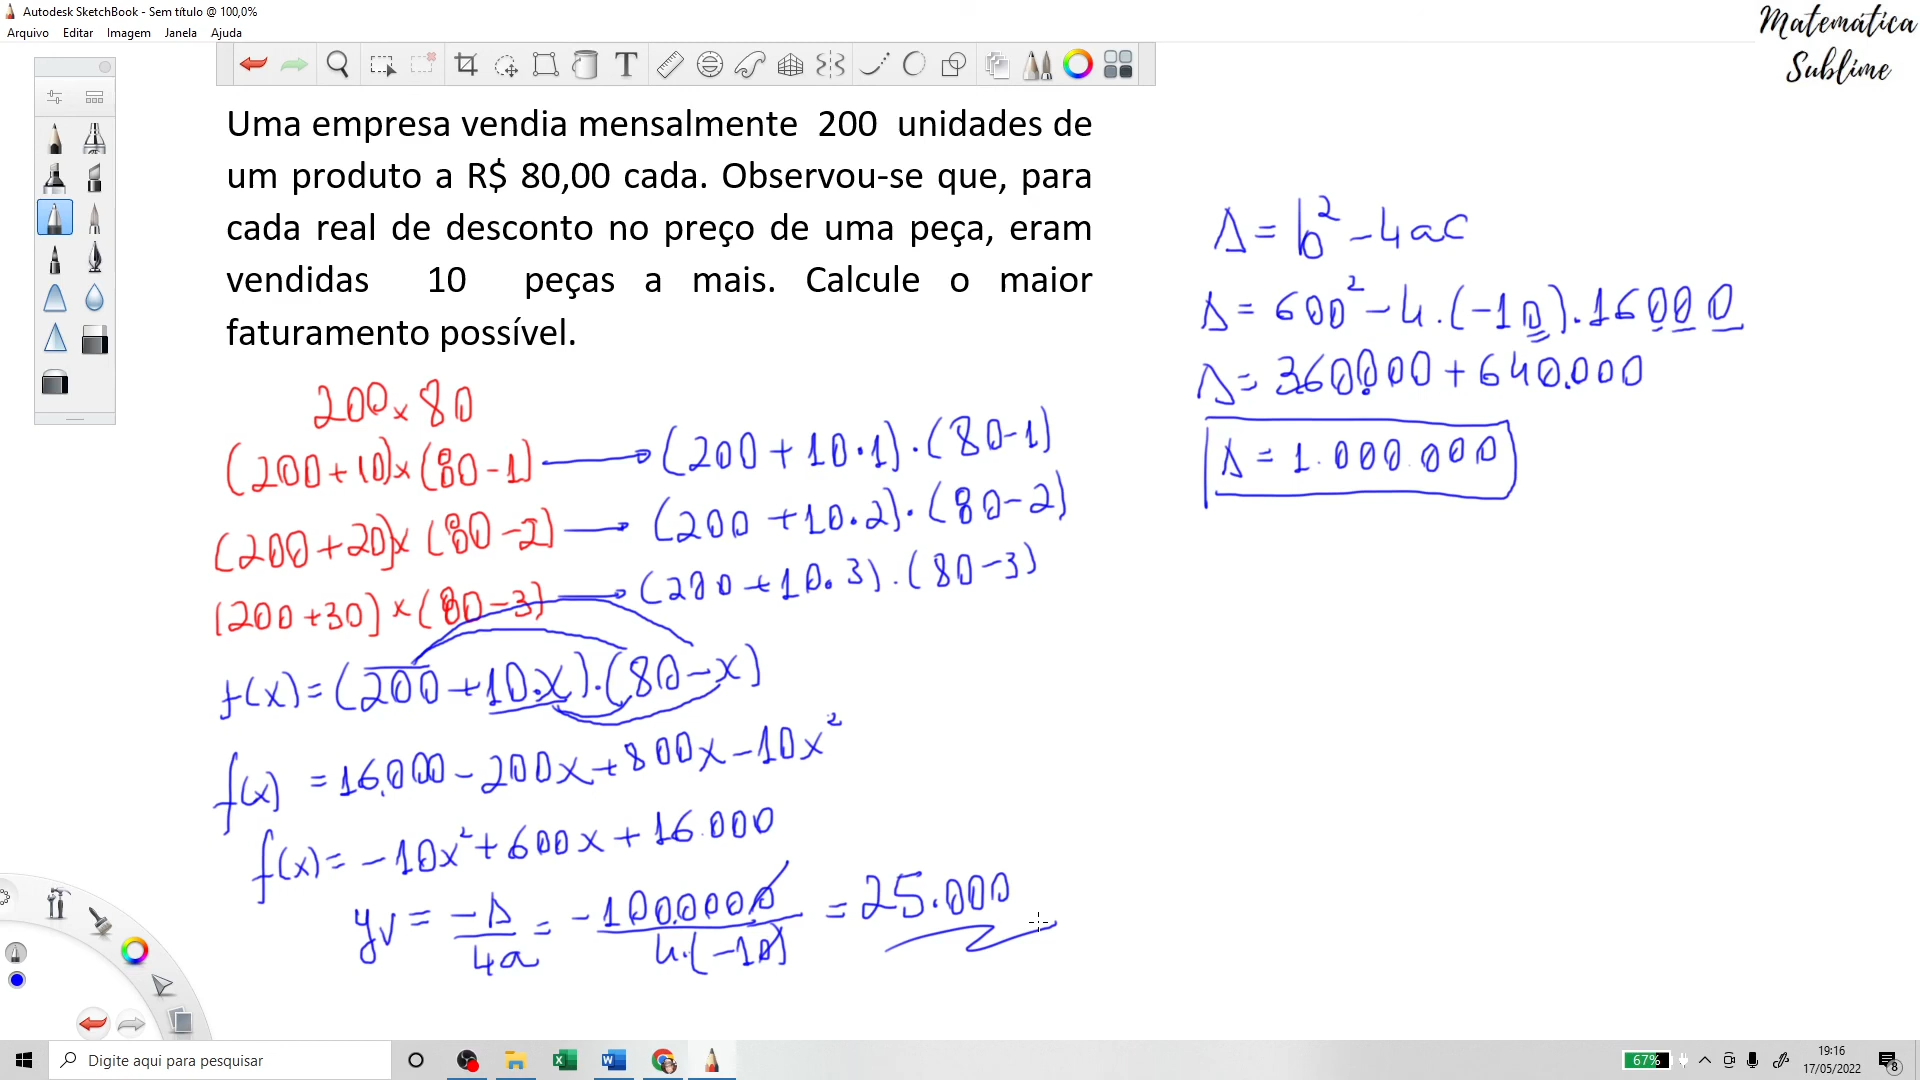 Autodesk SketchBook - Sem título @ 100,0%
Arquivo Editar Imagem Janela Ajuda
Matemática
Sublime
Uma empresa vendia mensalmente 200 unidades de
um produto a R$ 80,00 cada. Observou-se que, para
cada real de desconto no preço de uma peça, eram
vendidas 10 peças a mais. Calcule o maior
faturamento possível.
200 x 80
(200+10)x(80-1) → (200+10·1)·(80-1)
(200+20)x(80-2) → (200+10·2)·(80-2)
(200+30)x(80-3) → (200+10·3)·(80-3)
f(x)=(200+10·x)·(80-x)
f(x) =16.000-200x+800x-10x²
f(x)= -10x²+600x+16.000
yv = -Δ/4a = -1000.000/4·(-10) = 25.000
Δ = b²-4ac
Δ = 600²-4·(-10)·16000
Δ= 360.000+640.000
Δ = 1.000.000
Digite aqui para pesquisar
67%
19:16
17/05/2022
8